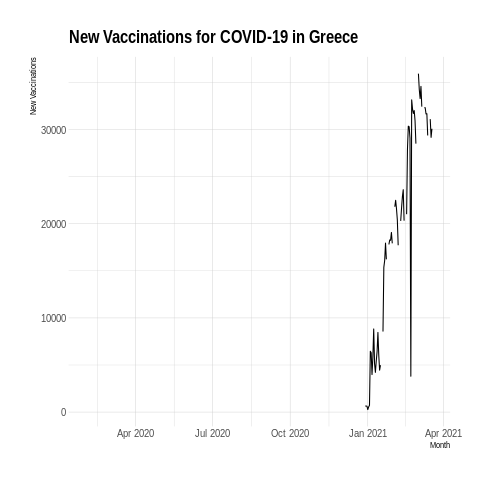 New Vaccinations for COVID-19 in Greece
New Vaccinations
30000
20000
10000
0
Apr 2020 Jul 2020 Oct 2020 Jan 2021 Apr 2021
Month